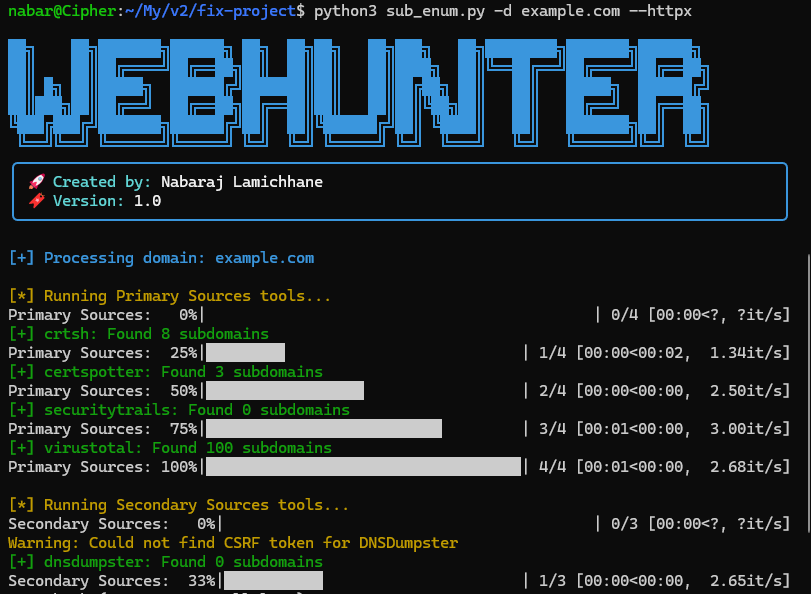 nabar@Cipher:~/My/v2/fix-project$ python3 sub_enum.py -d example.com --httpx
WEBHUNTER
🚀 Created by: Nabaraj Lamichhane
🔖 Version: 1.0
[+] Processing domain: example.com
[*] Running Primary Sources tools...
Primary Sources:   0%| | 0/4 [00:00<?, ?it/s]
[+] crtsh: Found 8 subdomains
Primary Sources:  25%| | 1/4 [00:00<00:02,  1.34it/s]
[+] certspotter: Found 3 subdomains
Primary Sources:  50%| | 2/4 [00:00<00:00,  2.50it/s]
[+] securitytrails: Found 0 subdomains
Primary Sources:  75%| | 3/4 [00:01<00:00,  3.00it/s]
[+] virustotal: Found 100 subdomains
Primary Sources: 100%| | 4/4 [00:01<00:00,  2.68it/s]
[*] Running Secondary Sources tools...
Secondary Sources:   0%| | 0/3 [00:00<?, ?it/s]
Warning: Could not find CSRF token for DNSDumpster
[+] dnsdumpster: Found 0 subdomains
Secondary Sources:  33%| | 1/3 [00:00<00:00,  2.65it/s]